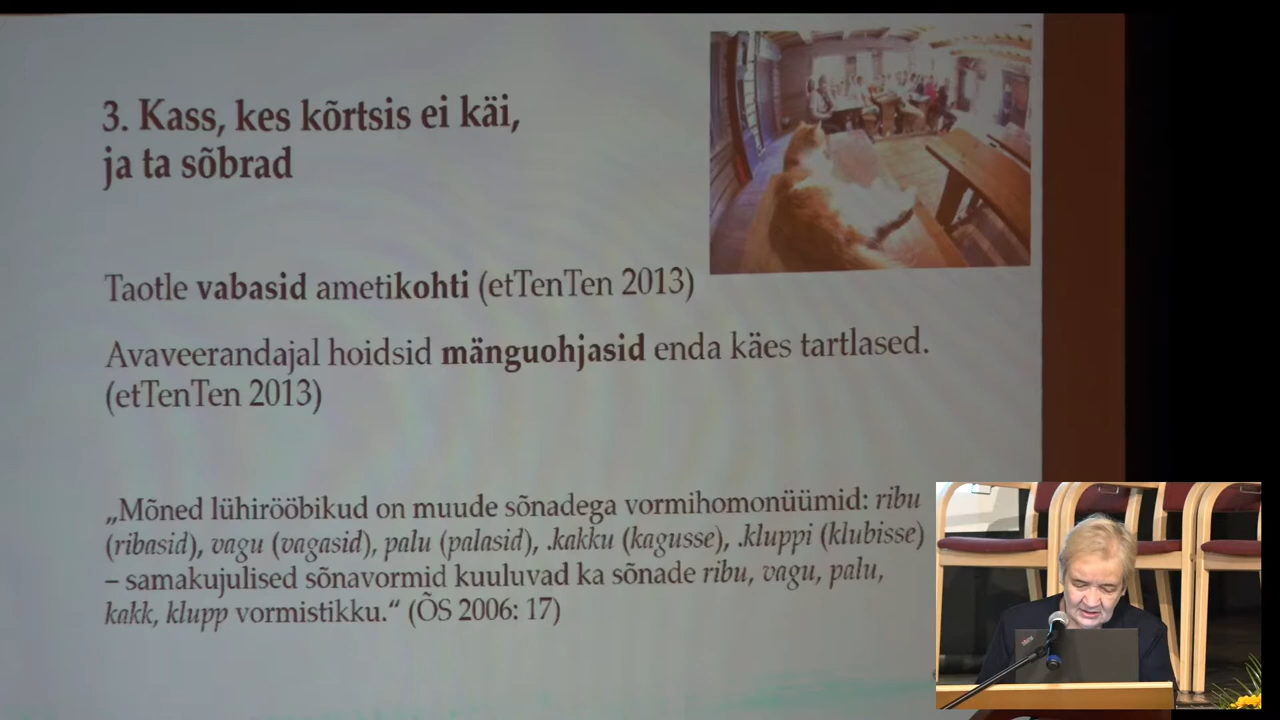 3. Kass, kes kõrtsis ei käi,
ja ta sõbrad
Taotle vabasid ametikohti (etTenTen 2013)
Avaveerandajal hoidsid mänguohjasid enda käes tartlased.
(etTenTen 2013)
„Mõned lühirööbikud on muude sõnadega vormihomonüümid: ribu
(ribasid), vagu (vagasid), palu (palasid), .kakku (kagusse), .kluppi (klubisse)
– samakujulised sõnavormid kuuluvad ka sõnade ribu, vagu, palu,
kakk, klupp vormistikku.“ (ÕS 2006: 17)